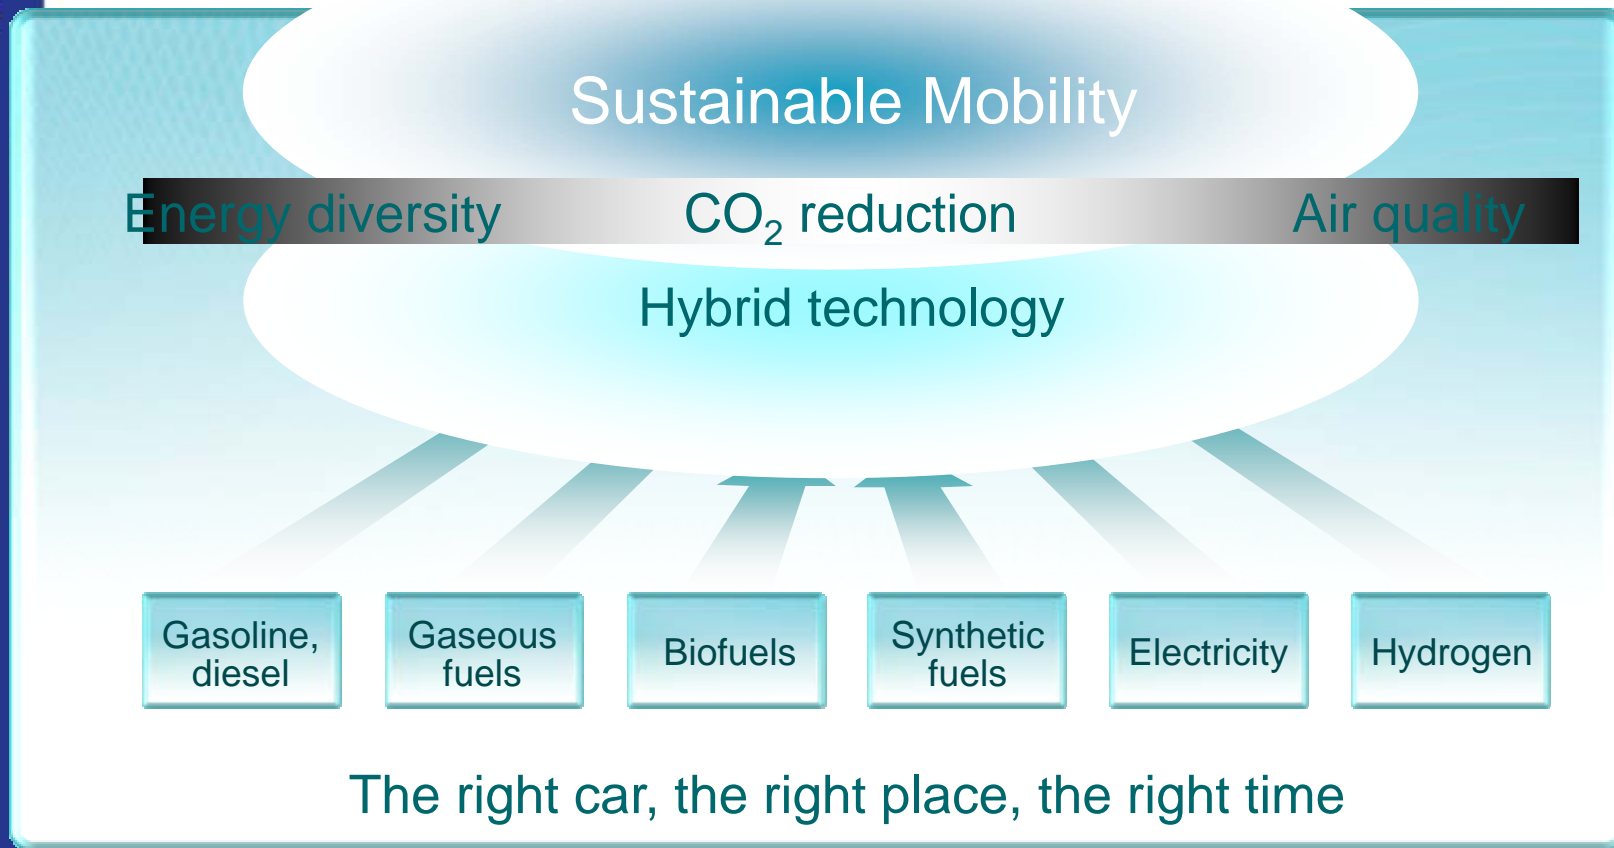 Sustainable Mobility
Energy diversity CO₂ reduction Air quality
Hybrid technology
Gasoline,
diesel
Gaseous
fuels
Biofuels
Synthetic
fuels
Electricity
Hydrogen
The right car, the right place, the right time